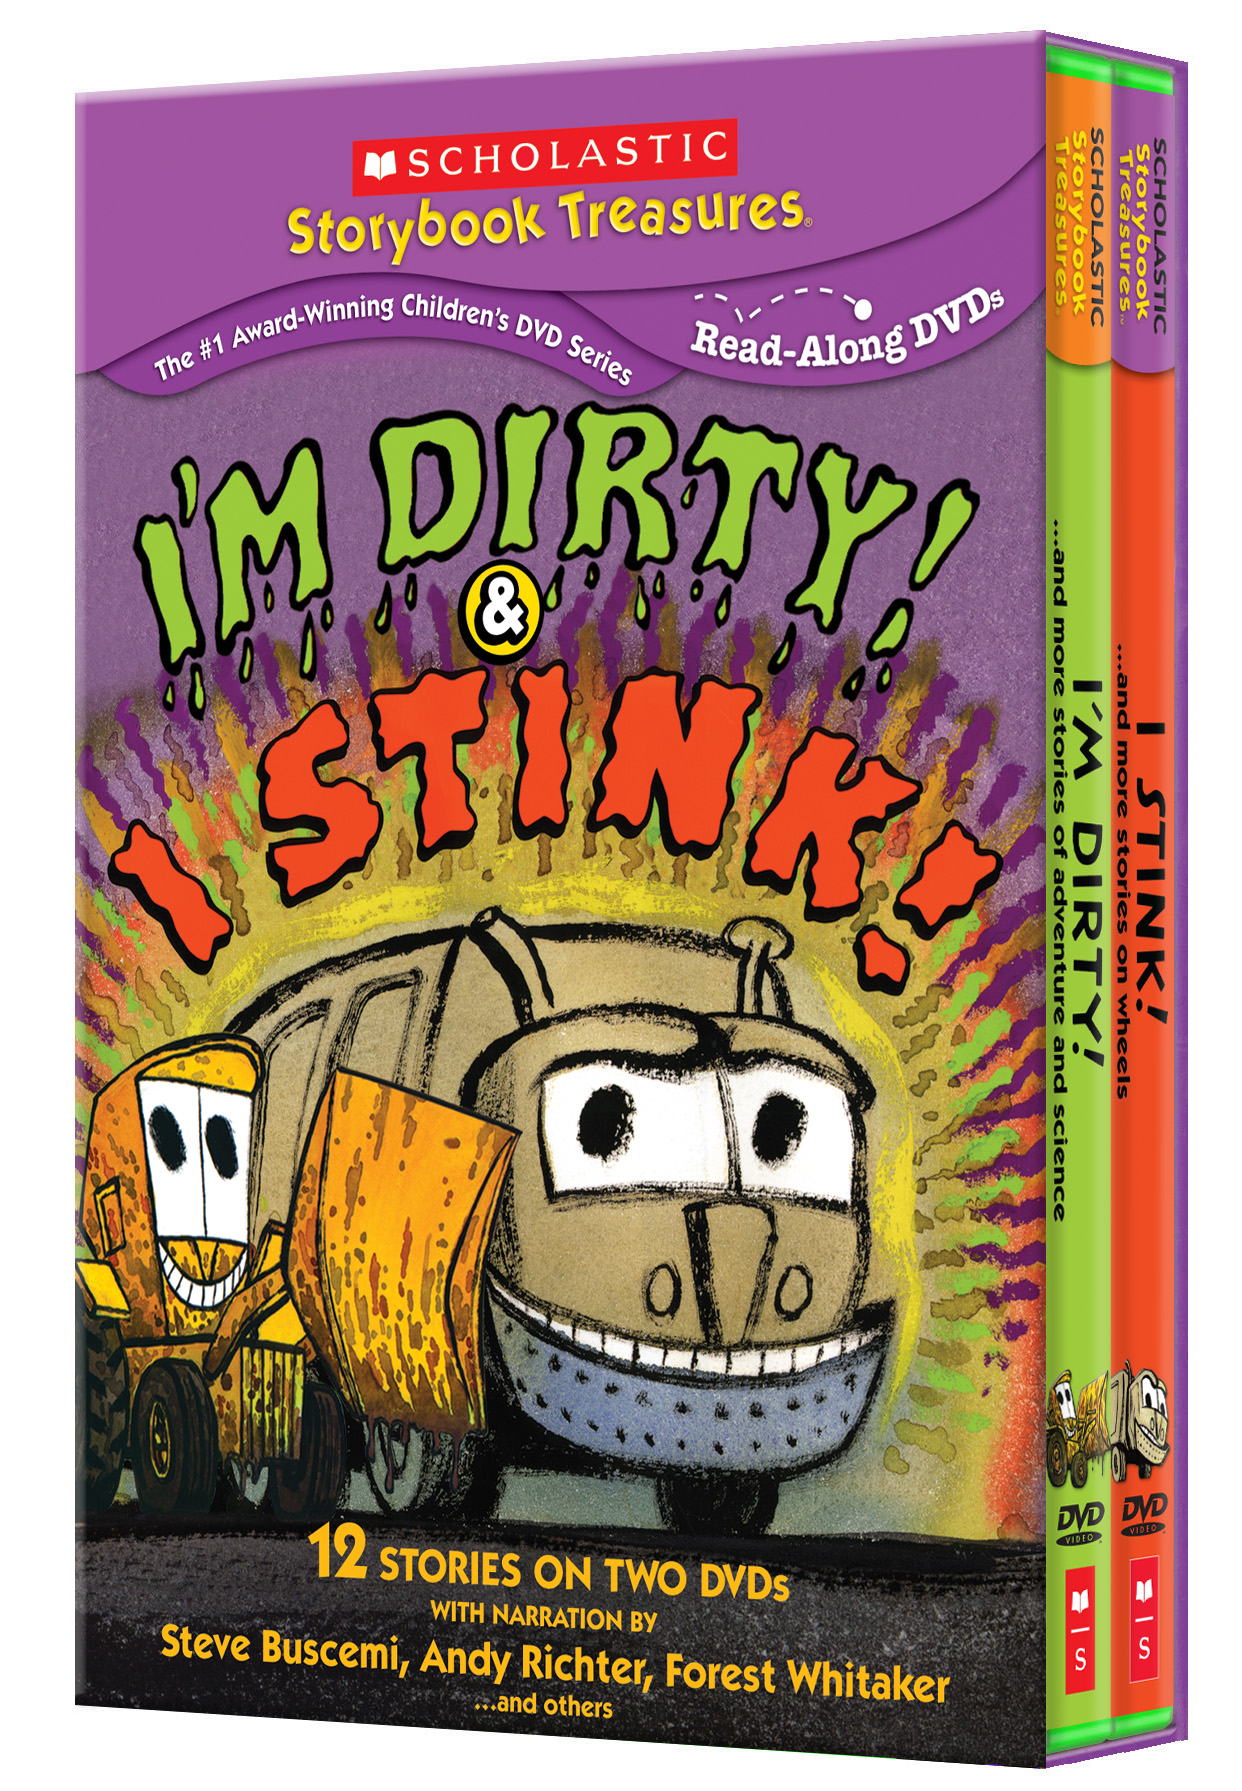 SCHOLASTIC
Storybook Treasures®
The #1 Award-Winning Children's DVD Series
Read-Along DVDs
I'M DIRTY!
&
I STINK!
12 STORIES ON TWO DVDs
WITH NARRATION BY
Steve Buscemi, Andy Richter, Forest Whitaker
...and others
SCHOLASTIC
Storybook
Treasures®
I'M DIRTY!
...and more stories of adventure and science
DVD
VIDEO
S
SCHOLASTIC
Storybook
Treasures™
I STINK!
...and more stories on wheels
DVD
VIDEO
S